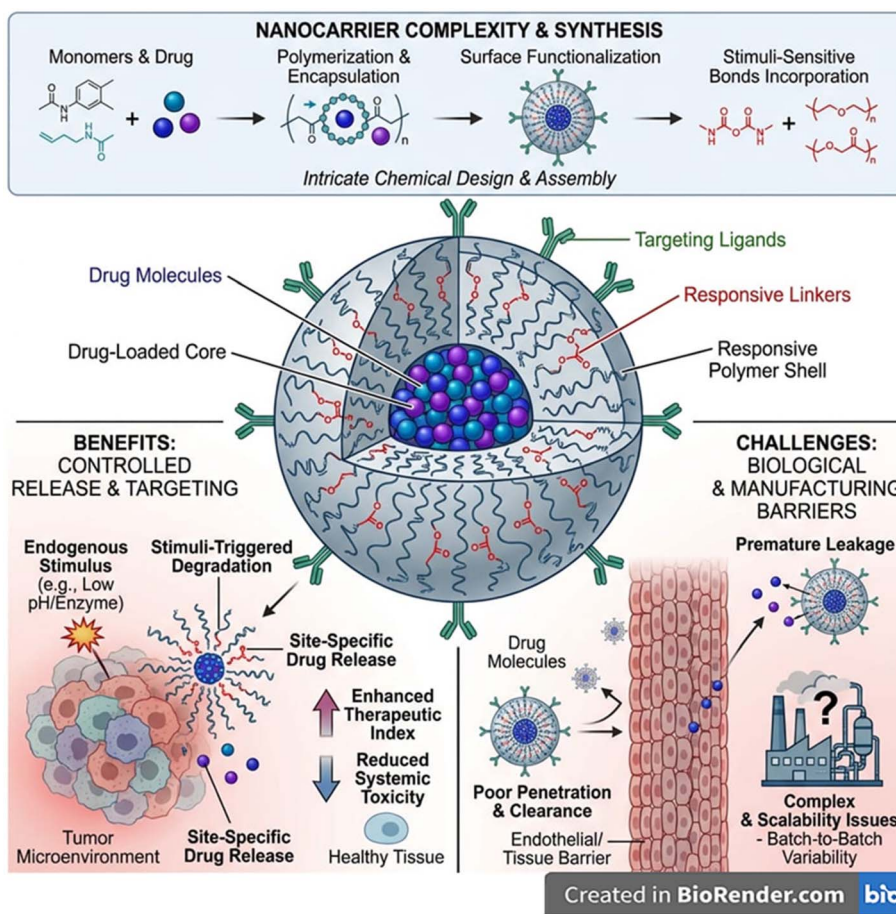 NANOCARRIER COMPLEXITY & SYNTHESIS
Monomers & Drug
Polymerization &
Encapsulation
Surface Functionalization
Stimuli-Sensitive
Bonds Incorporation
O
N
H
H
N
O
+
O
O
n
H
N
O
O
O
N
H
+
O
n
O
O
n
Intricate Chemical Design & Assembly
Targeting Ligands
Drug Molecules
Responsive Linkers
Drug-Loaded Core
Responsive
Polymer Shell
BENEFITS:
CONTROLLED
RELEASE & TARGETING
Endogenous
Stimulus
(e.g., Low
pH/Enzyme)
Stimuli-Triggered
Degradation
Site-Specific
Drug Release
Enhanced
Therapeutic
Index
Reduced
Systemic
Toxicity
Tumor
Microenvironment
Site-Specific
Drug Release
Healthy Tissue
CHALLENGES:
BIOLOGICAL
& MANUFACTURING
BARRIERS
Premature Leakage
Drug
Molecules
Poor Penetration
& Clearance
Endothelial/
Tissue Barrier
?
Complex
& Scalability Issues
- Batch-to-Batch
Variability
Created in BioRender.com bio